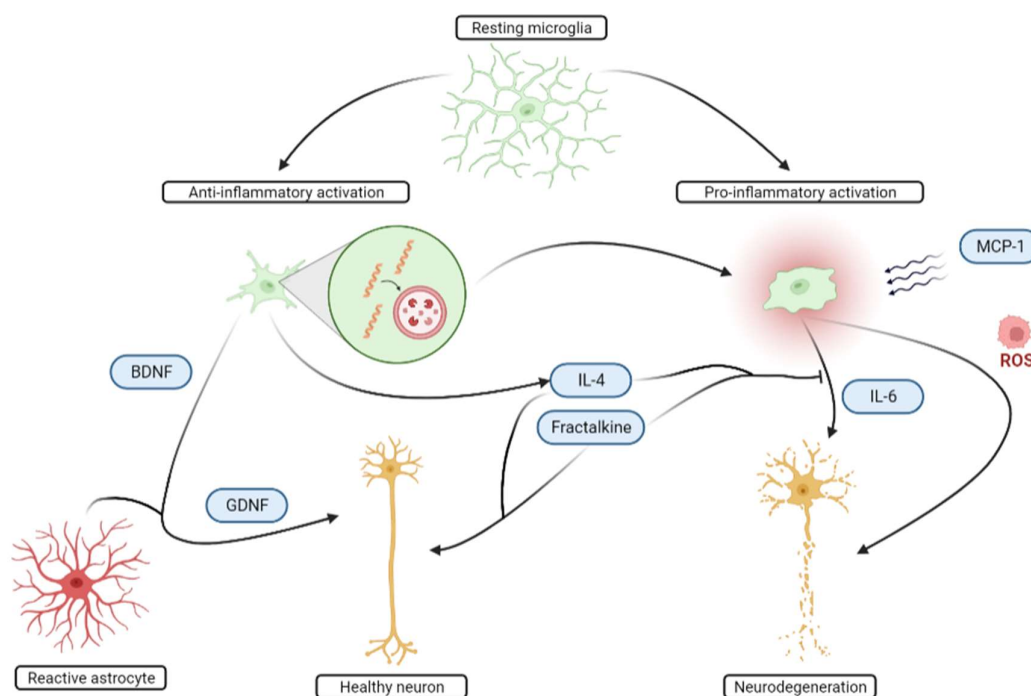 Resting microglia
Anti-inflammatory activation
Pro-inflammatory activation
MCP-1
ROS
BDNF
IL-4
IL-6
Fractalkine
GDNF
Reactive astrocyte
Healthy neuron
Neurodegeneration